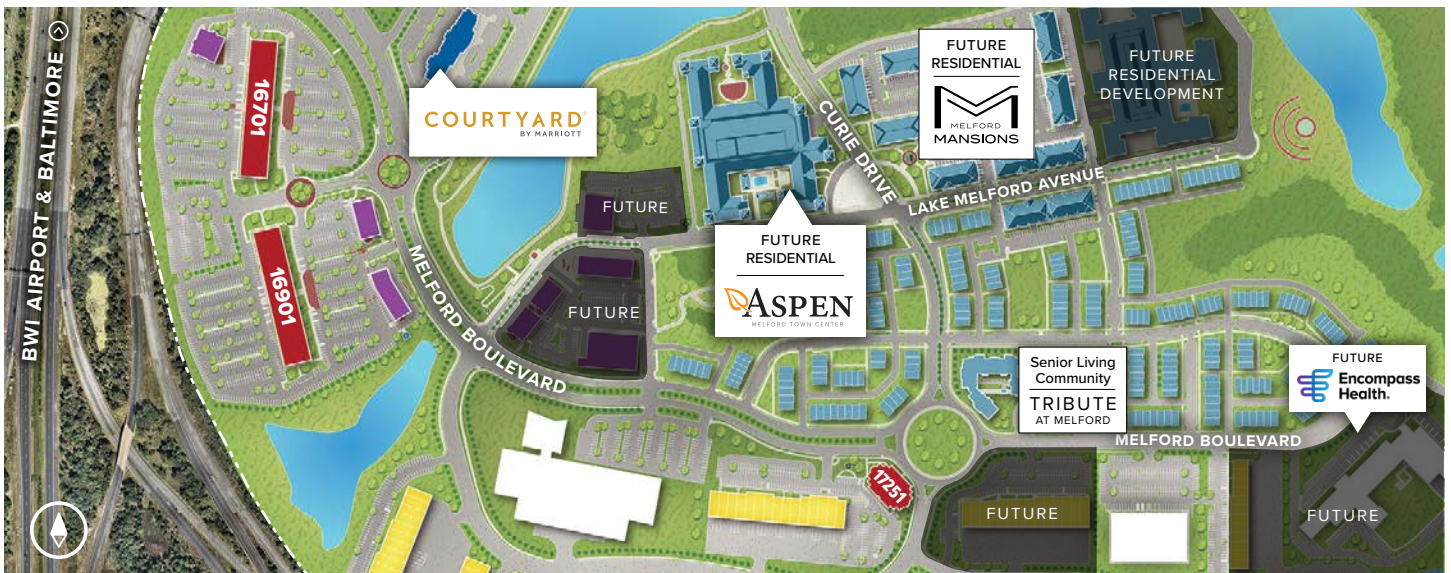 BWI AIRPORT & BALTIMORE
16701
16901
COURTYARD
BY MARRIOTT
MELFORD BOULEVARD
FUTURE
FUTURE
CURIE DRIVE
FUTURE
RESIDENTIAL
ASPEN
MELFORD TOWN CENTER
FUTURE
RESIDENTIAL
M
MELFORD
MANSIONS
FUTURE
RESIDENTIAL
DEVELOPMENT
LAKE MELFORD AVENUE
Senior Living
Community
TRIBUTE
AT MELFORD
FUTURE
Encompass
Health.
MELFORD BOULEVARD
17251
FUTURE
FUTURE